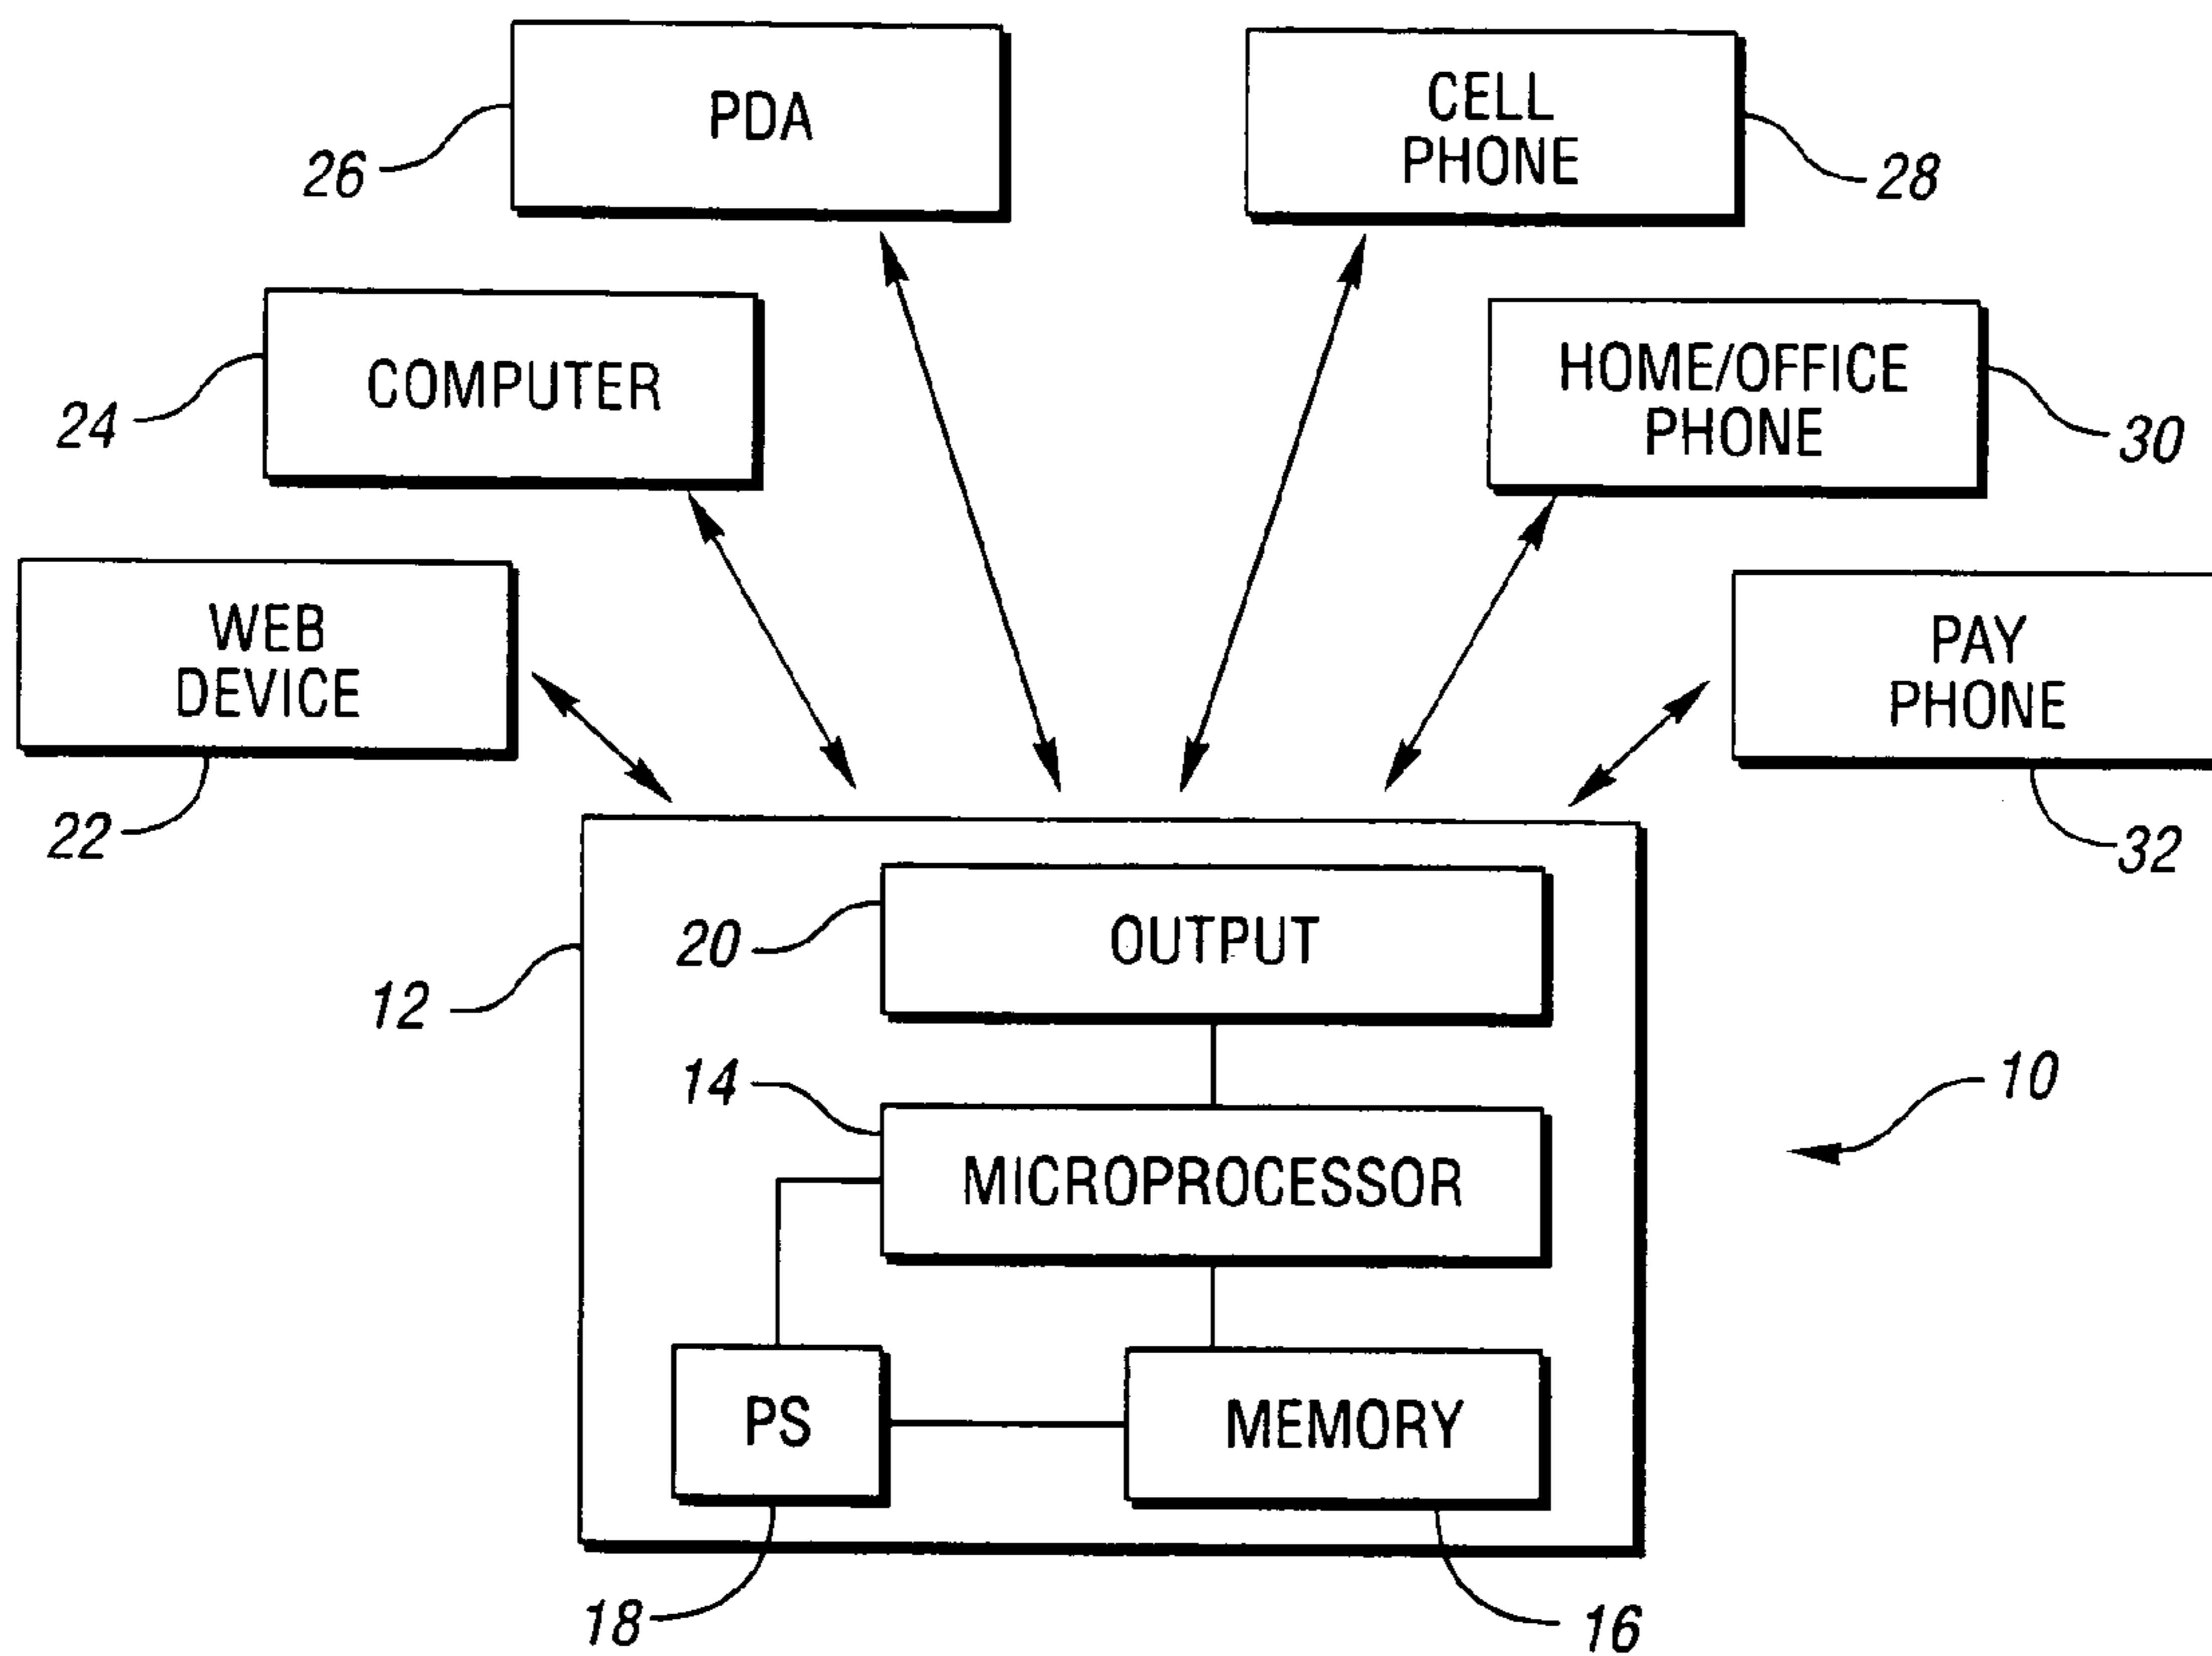 PDA
26
CELL
PHONE
28
COMPUTER
24
HOME/OFFICE
PHONE
30
WEB
DEVICE
22
PAY
PHONE
32
OUTPUT
20
12
14
MICROPROCESSOR
10
PS
MEMORY
18
16